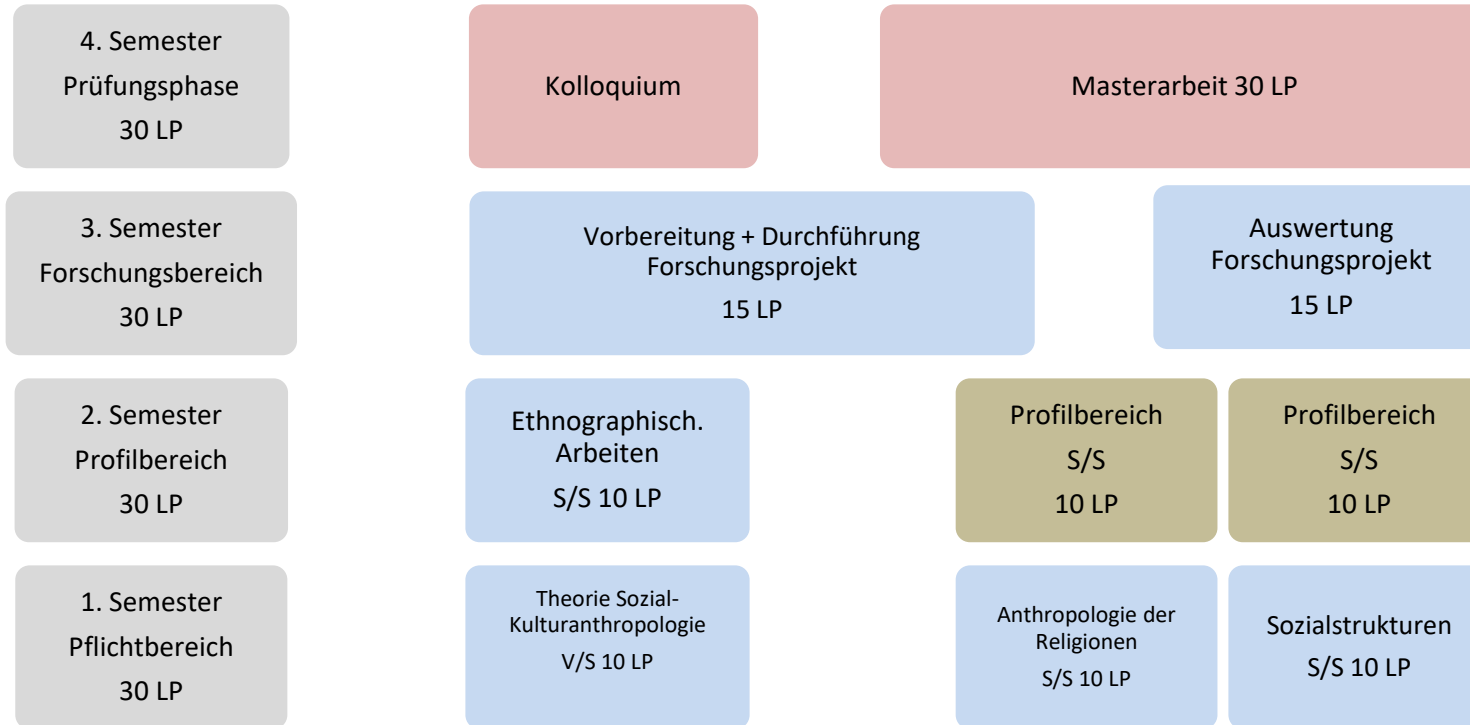 4. Semester
Prüfungsphase
30 LP
Kolloquium
Masterarbeit 30 LP
3. Semester
Forschungsbereich
30 LP
Vorbereitung + Durchführung
Forschungsprojekt
15 LP
Auswertung
Forschungsprojekt
15 LP
2. Semester
Profilbereich
30 LP
Ethnographisch.
Arbeiten
S/S 10 LP
Profilbereich
S/S
10 LP
Profilbereich
S/S
10 LP
1. Semester
Pflichtbereich
30 LP
Theorie Sozial-
Kulturanthropologie
V/S 10 LP
Anthropologie der
Religionen
S/S 10 LP
Sozialstrukturen
S/S 10 LP